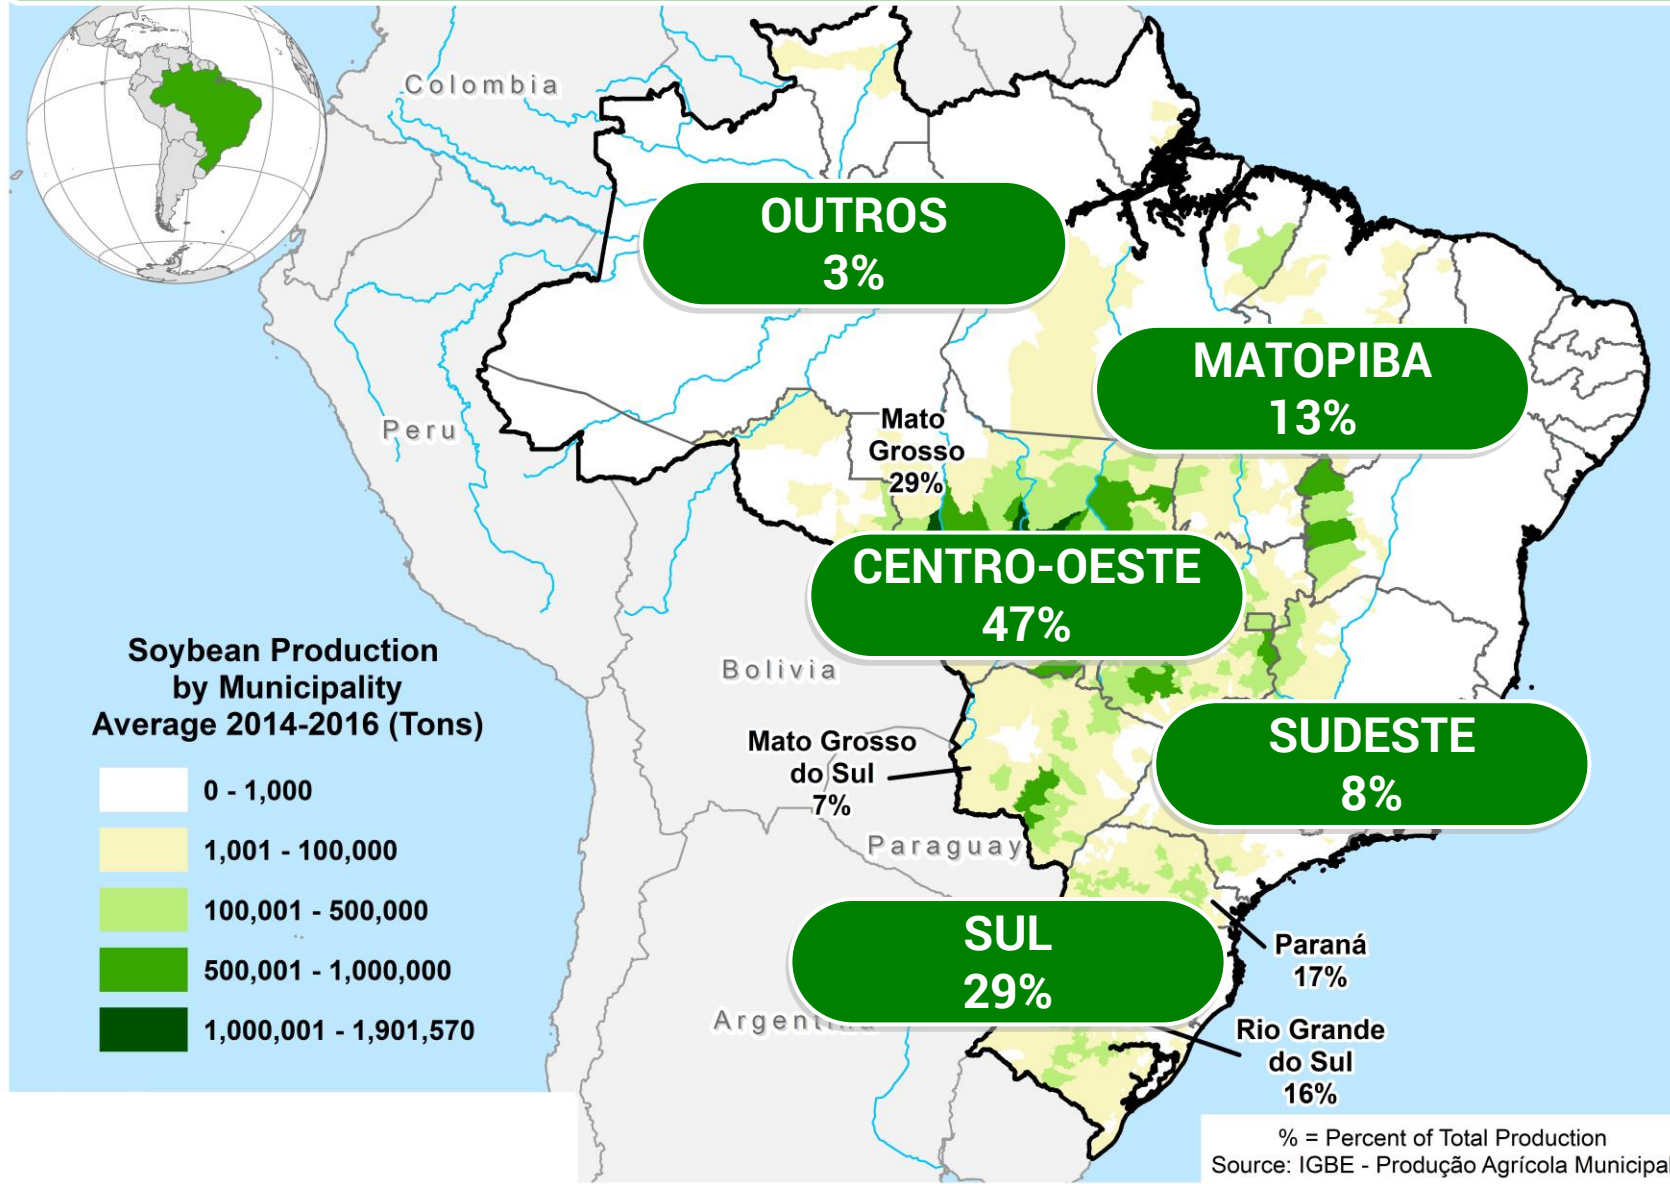 Colombia
OUTROS
3%
MATOPIBA
13%
Peru
Mato
Grosso
29%
CENTRO-OESTE
47%
Bolivia
Soybean Production
by Municipality
Average 2014-2016 (Tons)
0 - 1,000
1,001 - 100,000
100,001 - 500,000
500,001 - 1,000,000
1,000,001 - 1,901,570
Mato Grosso
do Sul
7%
SUDESTE
8%
Paraguay
SUL
29%
Paraná
17%
Argentina
Rio Grande
do Sul
16%
% = Percent of Total Production
Source: IGBE - Produção Agrícola Municipal